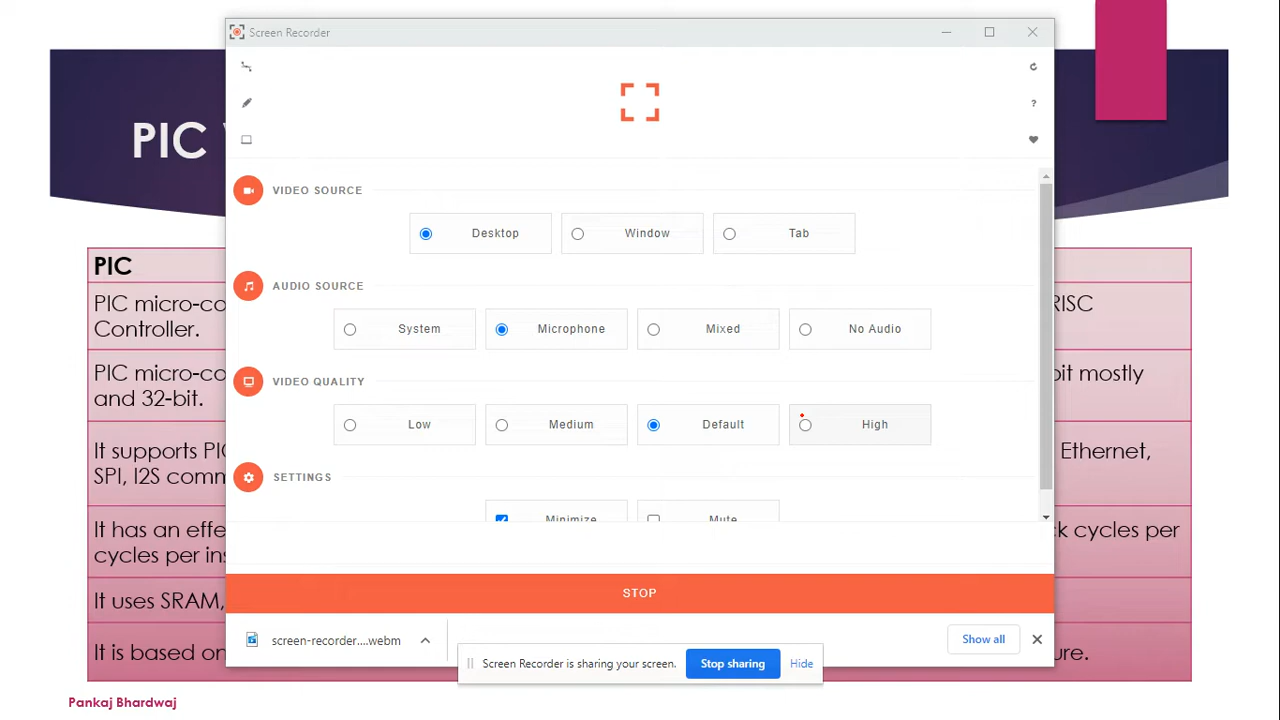 Screen Recorder
PIC
?
VIDEO SOURCE
Desktop Window Tab
PIC
AUDIO SOURCE
PIC micro-co
RISC
Controller.
System Microphone Mixed No Audio
PIC micro-co
bit mostly
and 32-bit.
VIDEO QUALITY
Low Medium Default High
It supports PI
Ethernet,
SPI, I2S comm
SETTINGS
Minimize Mute
It has an effe
ck cycles per
cycles per ins
STOP
It uses SRAM,
screen-recorder....webm
Show all
It is based on
ure.
Screen Recorder is sharing your screen. Stop sharing Hide
Pankaj Bhardwaj